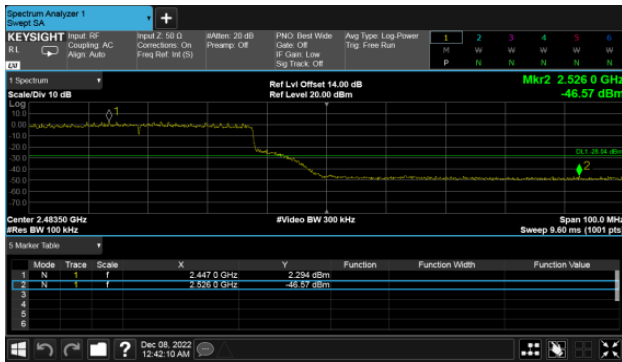 Spectrum Analyzer 1
Swept SA
+
KEYSIGHT Input: RF Input Z: 50 Ω #Atten: 20 dB PNO: Best Wide Avg Type: Log-Power 1 2 3 4 5 6
RL Coupling: AC Corrections: On Preamp: Off Gate: Off Trig: Free Run M W W W W W
Align: Auto Freq Ref: Int (S) IF Gain: Low
LXI Sig Track: Off P N N N N N
1 Spectrum Ref Lvl Offset 14.00 dB Mkr2 2.526 0 GHz
Scale/Div 10 dB Ref Level 20.00 dBm -46.57 dBm
Log
10.0 1
0.00
-10.0
-20.0 DL1 -28.04 dBm
-30.0
-40.0 2
-50.0
-60.0
-70.0
Center 2.48350 GHz #Video BW 300 kHz Span 100.0 MHz
#Res BW 100 kHz Sweep 9.60 ms (1001 pts)
5 Marker Table
Mode Trace Scale X Y Function Function Width Function Value
1 N 1 f 2.447 0 GHz 2.294 dBm
2 N 1 f 2.526 0 GHz -46.57 dBm
3
4
5
6
? Dec 08, 2022
12:42:10 AM